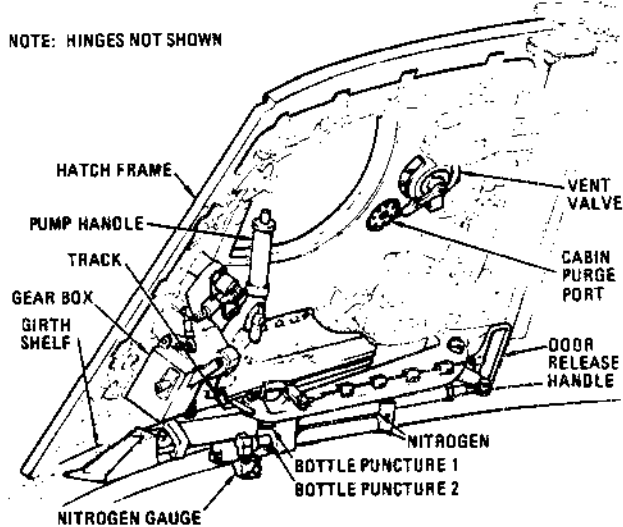 NOTE: HINGES NOT SHOWN
HATCH FRAME
PUMP HANDLE
TRACK
GEAR BOX
GIRTH
SHELF
VENT
VALVE
CABIN
PURGE
PORT
DOOR
RELEASE
HANDLE
NITROGEN
BOTTLE PUNCTURE 1
BOTTLE PUNCTURE 2
NITROGEN GAUGE